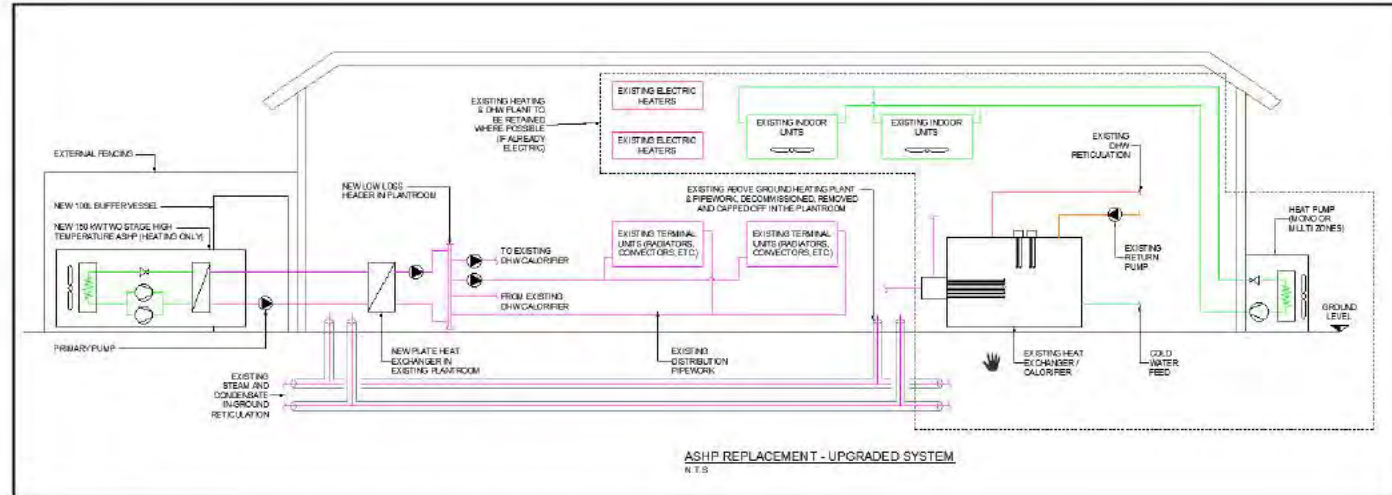 EXTERNAL FENCING
NEW 100L BUFFER VESSEL
NEW 150 KW TWO STAGE HIGH
TEMPERATURE ASHP (HEATING ONLY)
PRIMARY PUMP
EXISTING
STEAM AND
CONDENSATE
IN-GROUND
RETICULATION
NEW LOW LOSS
HEADER IN PLANTROOM
NEW PLATE HEAT
EXCHANGER IN
EXISTING PLANTROOM
EXISTING HEATING
& DHW PLANT TO
BE RETAINED
WHERE POSSIBLE
(IF ALREADY
ELECTRIC)
TO EXISTING
DHW CALORIFIER
FROM EXISTING
DHW CALORIFIER
EXISTING
DISTRIBUTION
PIPEWORK
EXISTING ELECTRIC
HEATERS
EXISTING ELECTRIC
HEATERS
EXISTING INDOOR
UNITS
EXISTING INDOOR
UNITS
EXISTING ABOVE GROUND HEATING PLANT
& PIPEWORK, DECOMMISSIONED, REMOVED
AND CAPPED OFF IN THE PLANTROOM
EXISTING TERMINAL
UNITS (RADIATORS,
CONVECTORS, ETC)
EXISTING TERMINAL
UNITS (RADIATORS,
CONVECTORS, ETC)
EXISTING
DHW
RETICULATION
EXISTING
RETURN
PUMP
EXISTING HEAT
EXCHANGER /
CALORIFIER
COLD
WATER
FEED
HEAT PUMP
(MONO OR
MULTI ZONES)
GROUND
LEVEL
ASHP REPLACEMENT - UPGRADED SYSTEM
N.T.S